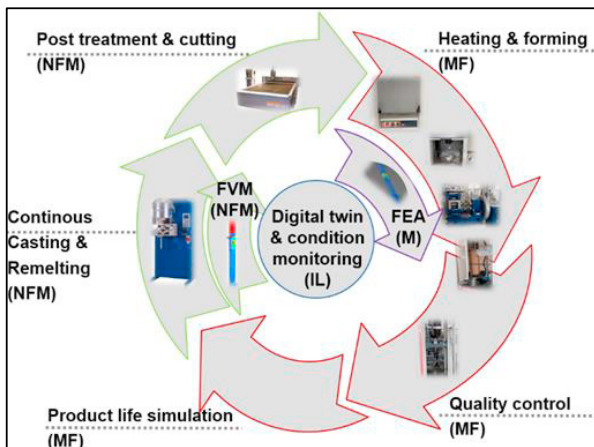 Post treatment & cutting
(NFM)
Heating & forming
(MF)
FVM
(NFM)
Digital twin
& condition
monitoring
(IL)
FEA
(M)
Continous
Casting &
Remelting
(NFM)
Product life simulation
(MF)
Quality control
(MF)